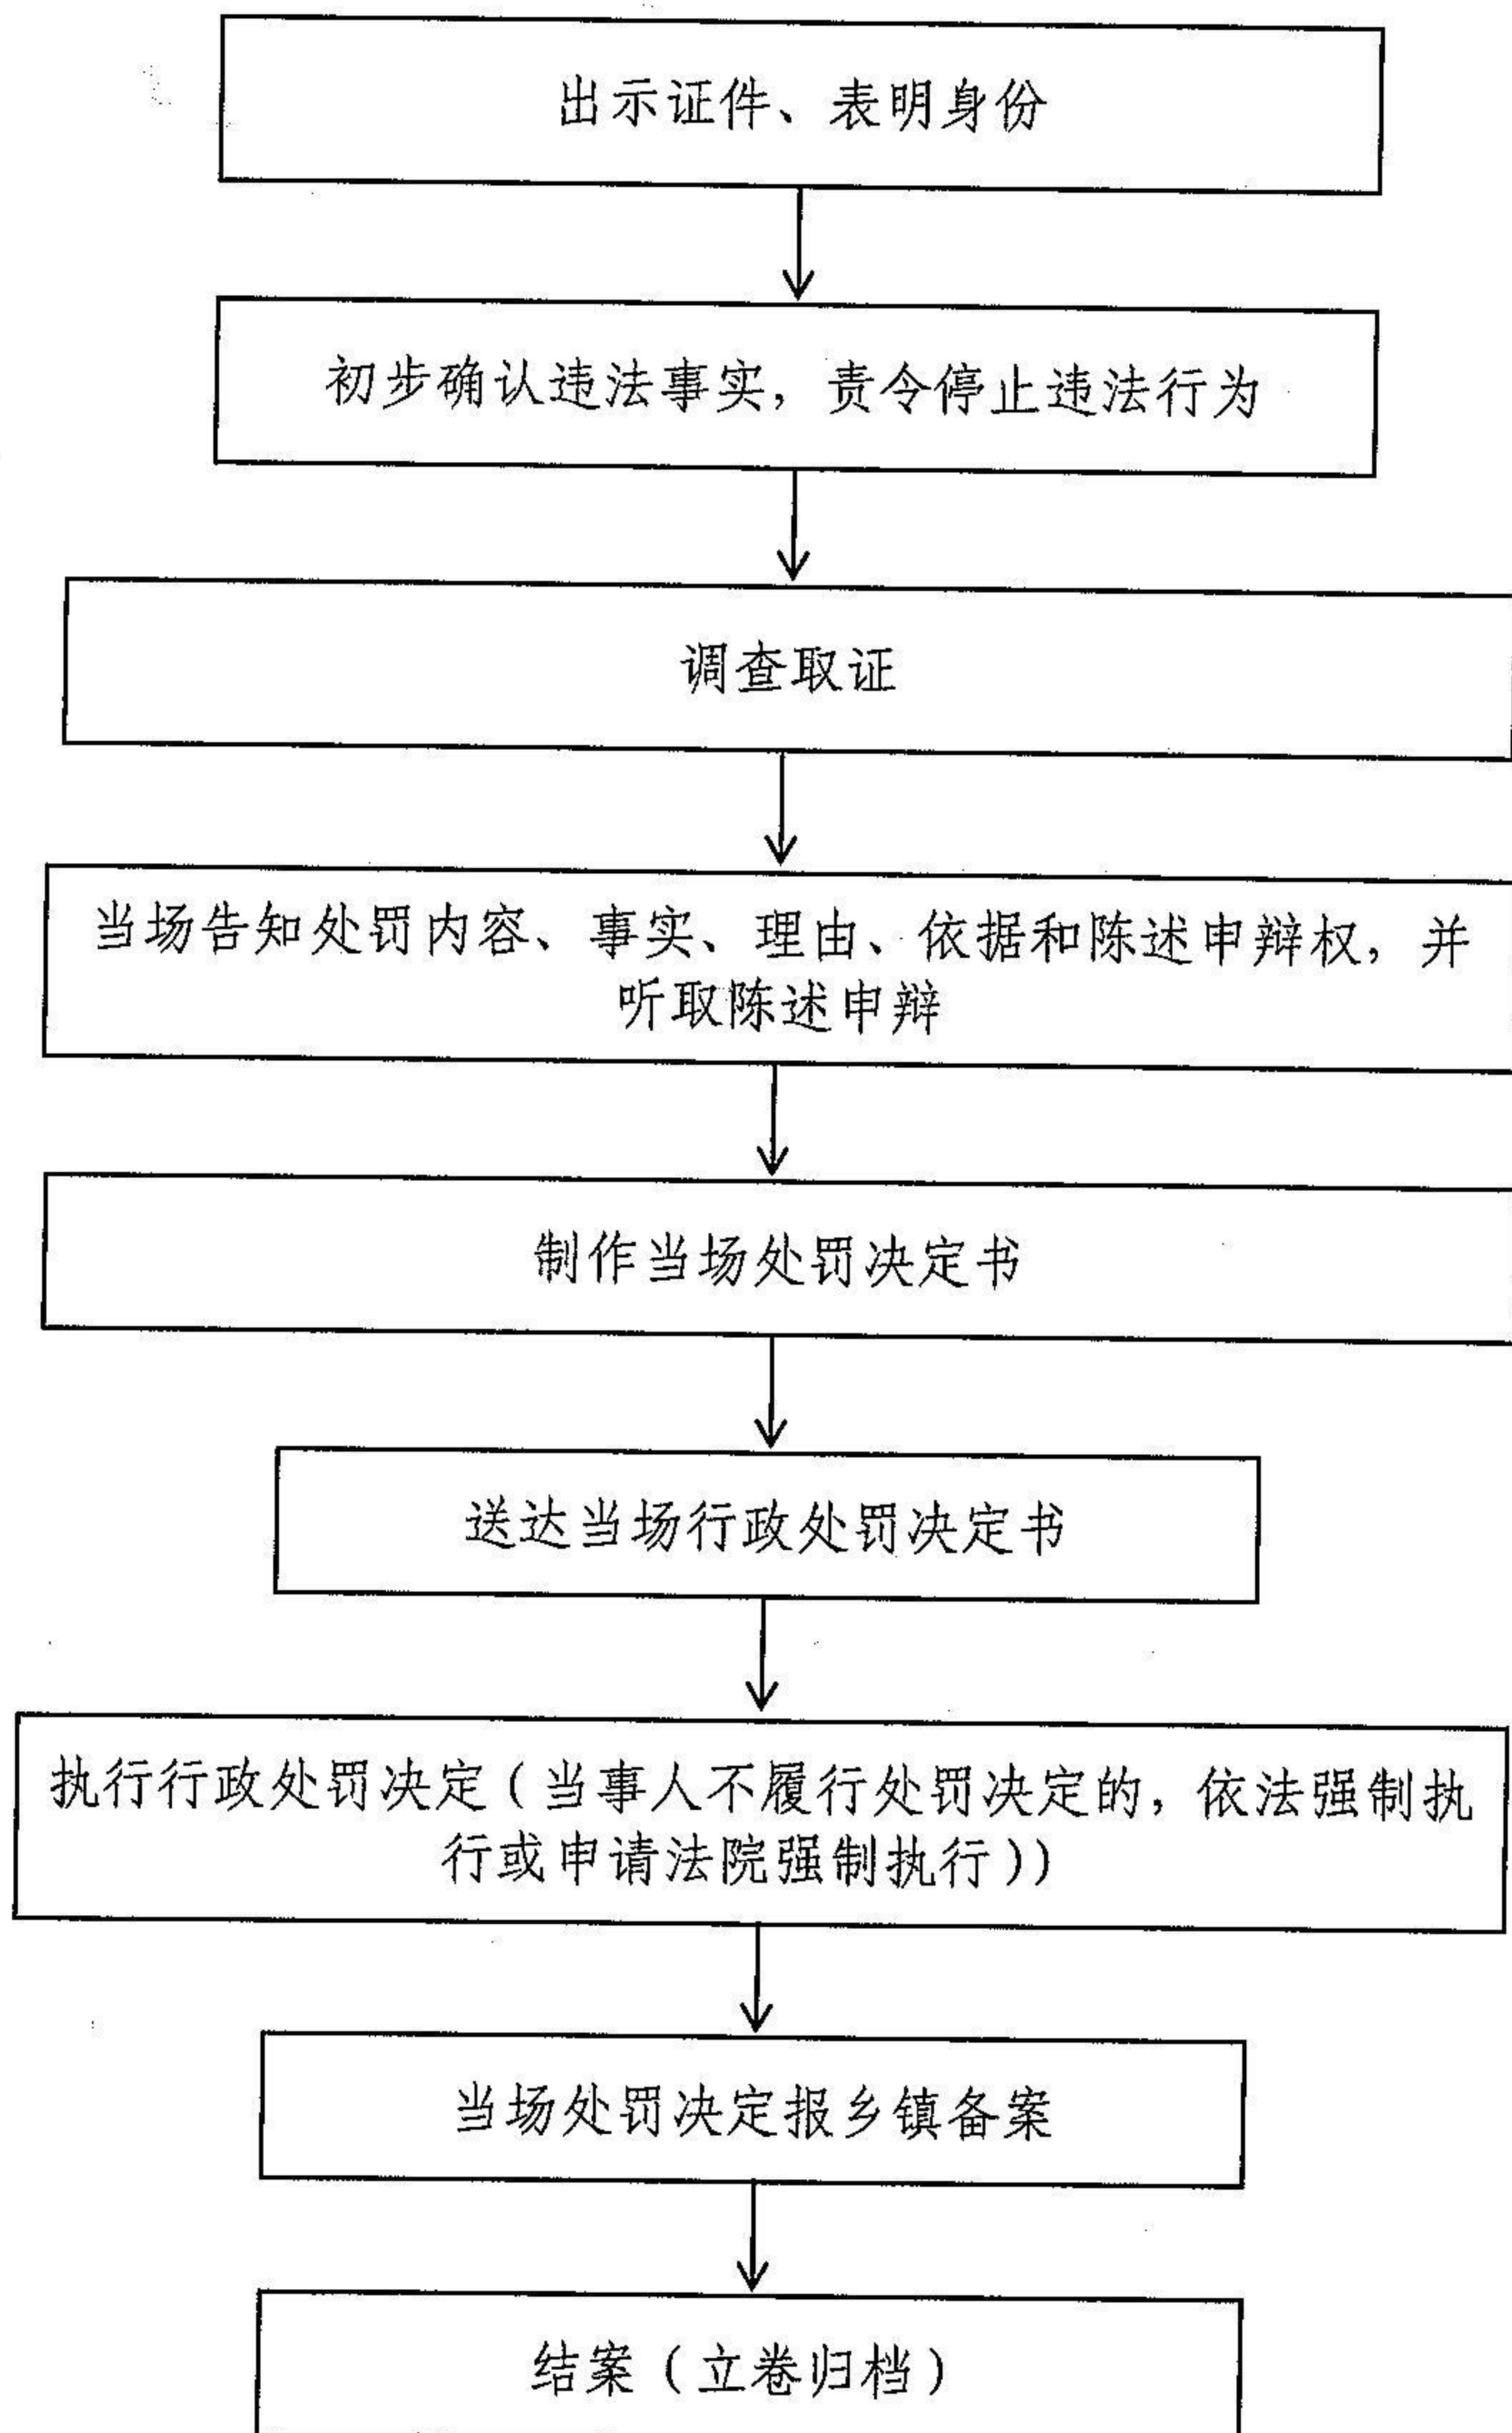 出示证件、表明身份
初步确认违法事实，责令停止违法行为
调查取证
当场告知处罚内容、事实、理由、依据和陈述申辩权，并
听取陈述申辩
制作当场处罚决定书
送达当场行政处罚决定书
执行行政处罚决定（当事人不履行处罚决定的，依法强制执
行或申请法院强制执行））
当场处罚决定报乡镇备案
结案（立卷归档）